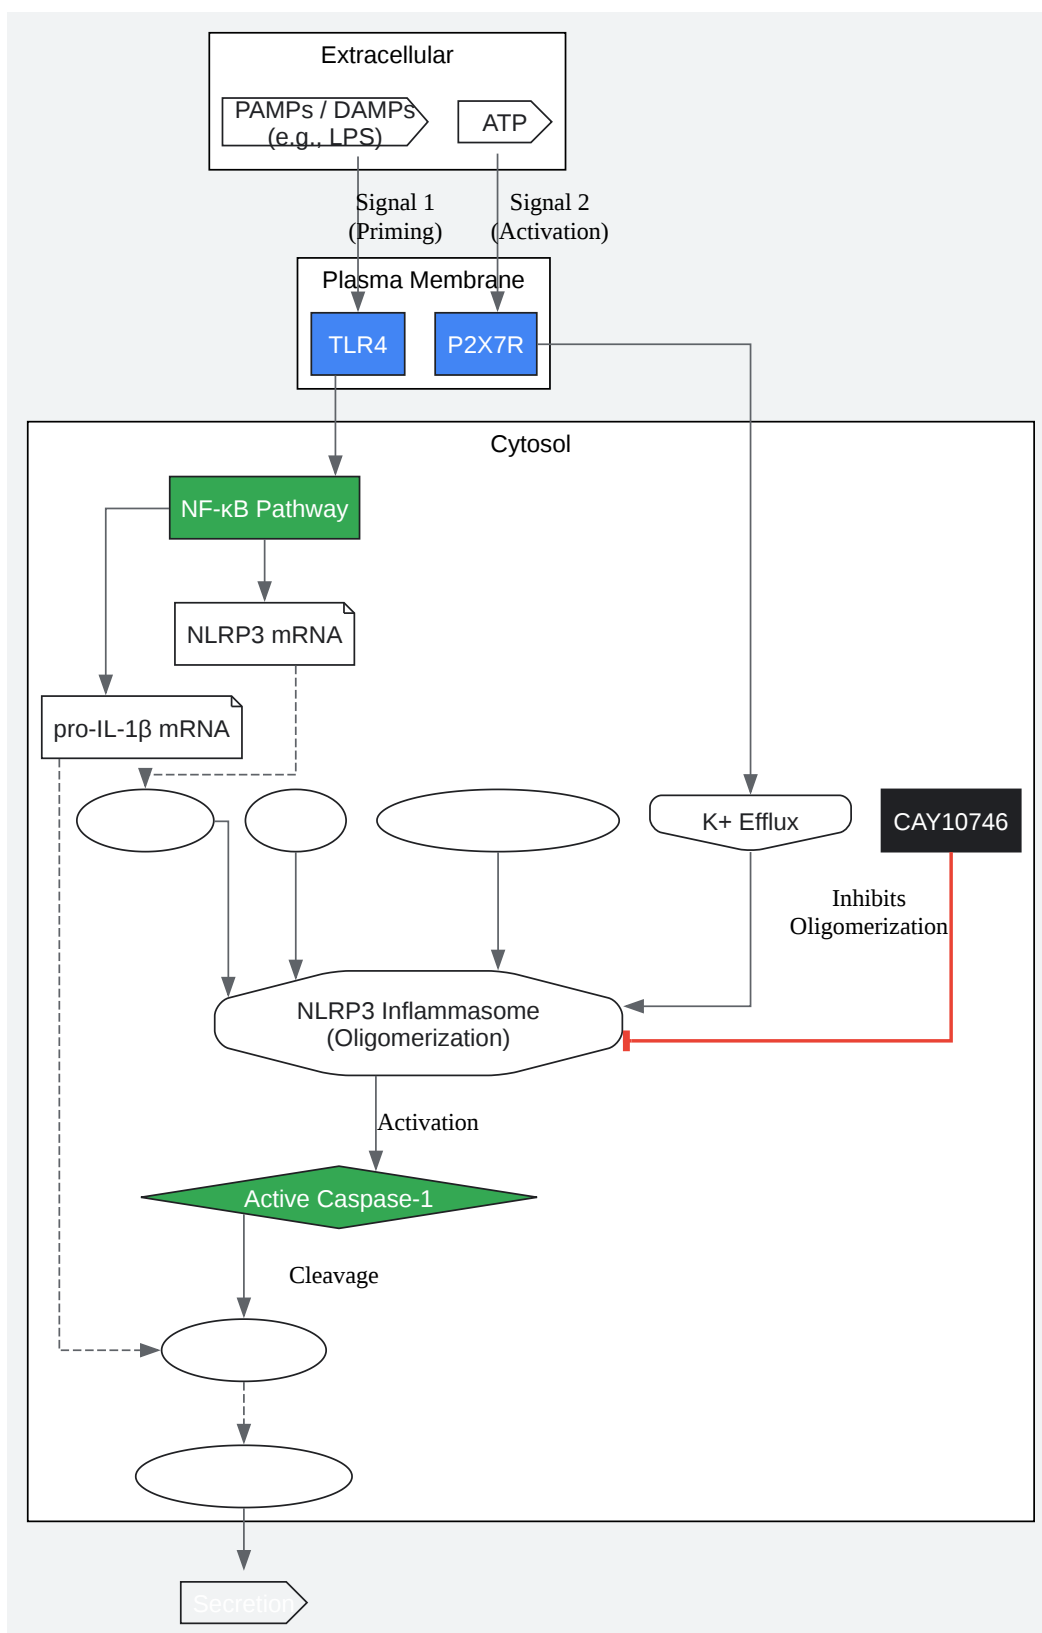 Extracellular
PAMPs / DAMPs
(e.g., LPS)
ATP
Signal 1
(Priming)
Signal 2
(Activation)
Plasma Membrane
TLR4
P2X7R
Cytosol
NF-κB Pathway
NLRP3 mRNA
pro-IL-1β mRNA
K+ Efflux
CAY10746
Inhibits
Oligomerization
NLRP3 Inflammasome
(Oligomerization)
Activation
Active Caspase-1
Cleavage
Secretion